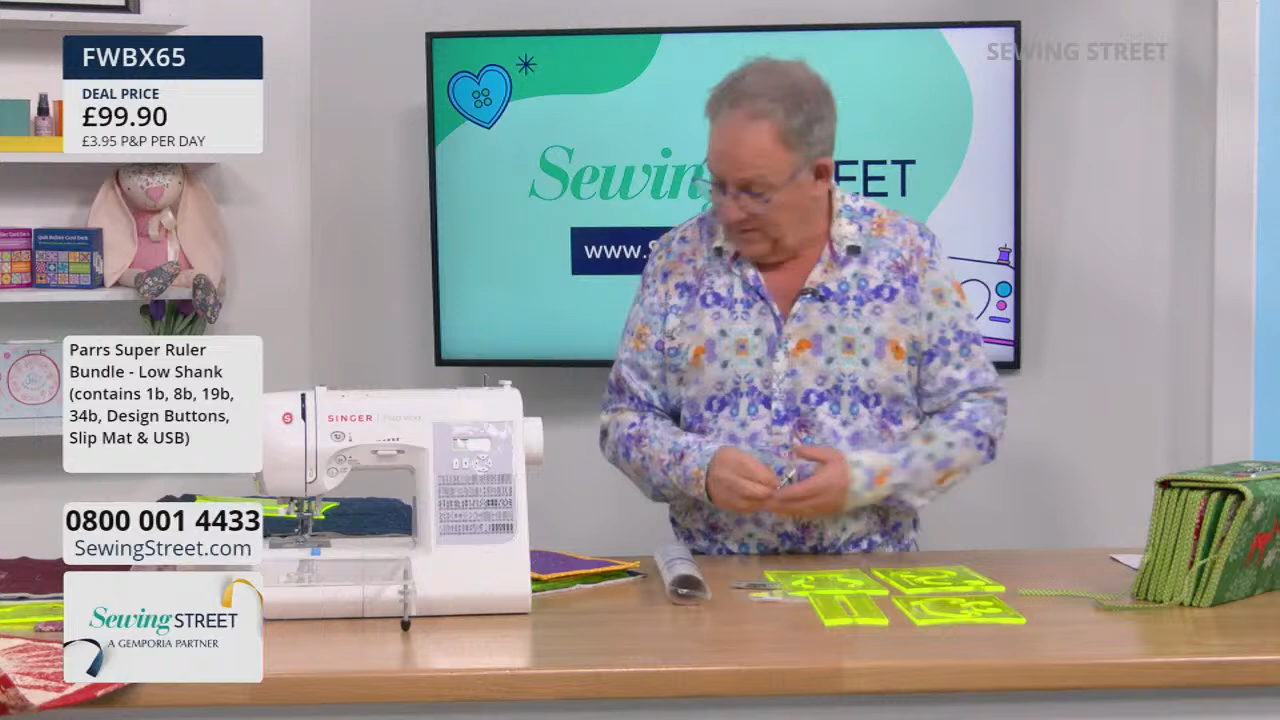 FWBX65
DEAL PRICE
£99.90
£3.95 P&P PER DAY
Parrs Super Ruler
Bundle - Low Shank
(contains 1b, 8b, 19b,
34b, Design Buttons,
Slip Mat & USB)
0800 001 4433
SewingStreet.com
Sewing STREET
A GEMPORIA PARTNER
SEWING STREET
www.S
SINGER